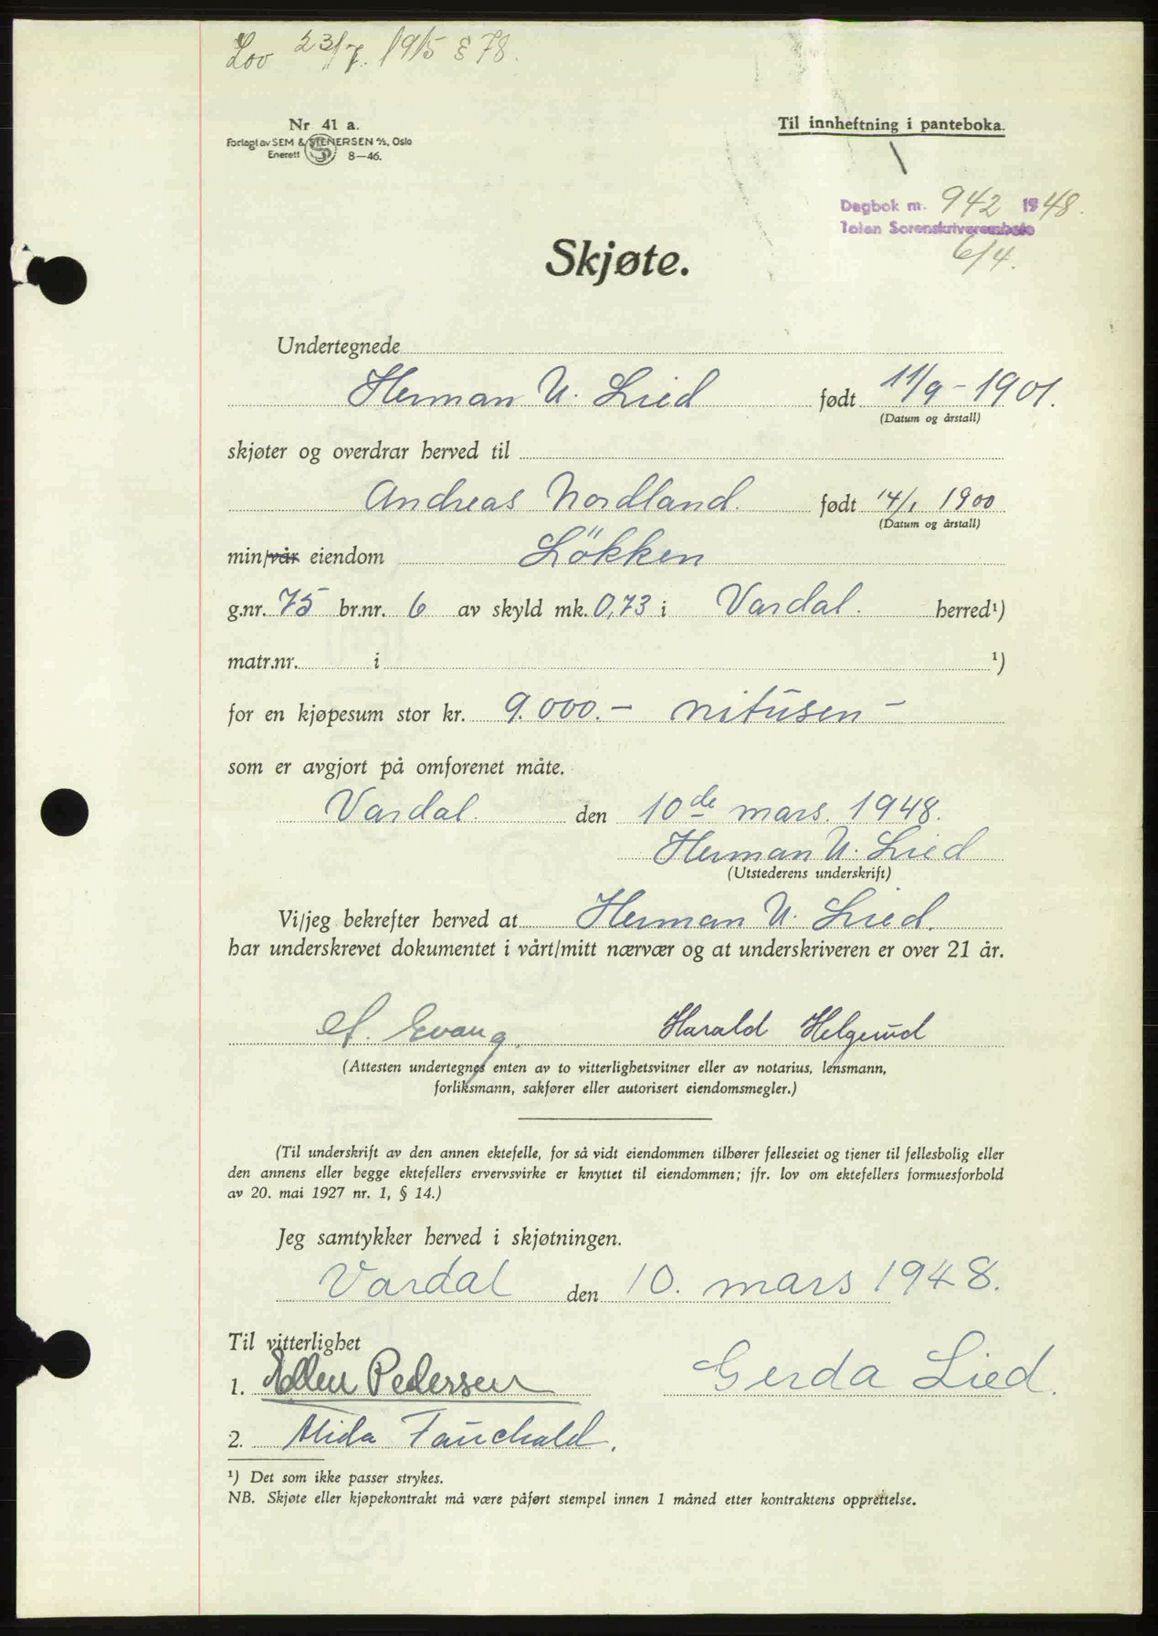 Lov 23/7. 1915 § 78.
Nr 41 a.
Forlagt av SEM & STENERSEN A/S, Oslo
Enerett S 8—46.
Til innheftning i panteboka.
Dagbok nr. 942 1948.
Toten Sorenskriverembete
6/4.
Skjøte.
Undertegnede
Herman U. Lied født 11/9 - 1901.
(Datum og årstall)
skjøter og overdrar herved til
Andreas Nordland. født 14/1 1900
(Datum og årstall)
min/vår eiendom Lökken
g.nr. 75 br.nr. 6 av skyld mk. 0,73 i Vardal. herred¹)
matr.nr. i ¹)
for en kjøpesum stor kr. 9.000.— nitusen —
som er avgjort på omforenet måte.
Vardal. den 10de mars. 1948.
Herman U. Lied
(Utstederens underskrift)
Vi/jeg bekrefter herved at Herman U. Lied.
har underskrevet dokumentet i vårt/mitt nærvær og at underskriveren er over 21 år.
Evang. Harald Helgerud
(Attesten undertegnes enten av to vitterlighetsvitner eller av notarius, lensmann,
forliksmann, sakfører eller autorisert eiendomsmegler.)
(Til underskrift av den annen ektefelle, for så vidt eiendommen tilhører felleseiet og tjener til fellesbolig eller
den annens eller begge ektefellers ervervsvirke er knyttet til eiendommen; jfr. lov om ektefellers formuesforhold
av 20. mai 1927 nr. 1, § 14.)
Jeg samtykker herved i skjøtningen.
Vardal den 10. mars 1948.
Til vitterlighet
1. Ellen Pedersen Gerda Lied.
2. Alida Fauchald.
¹) Det som ikke passer strykes.
NB. Skjøte eller kjøpekontrakt må være påført stempel innen 1 måned etter kontraktens opprettelse.